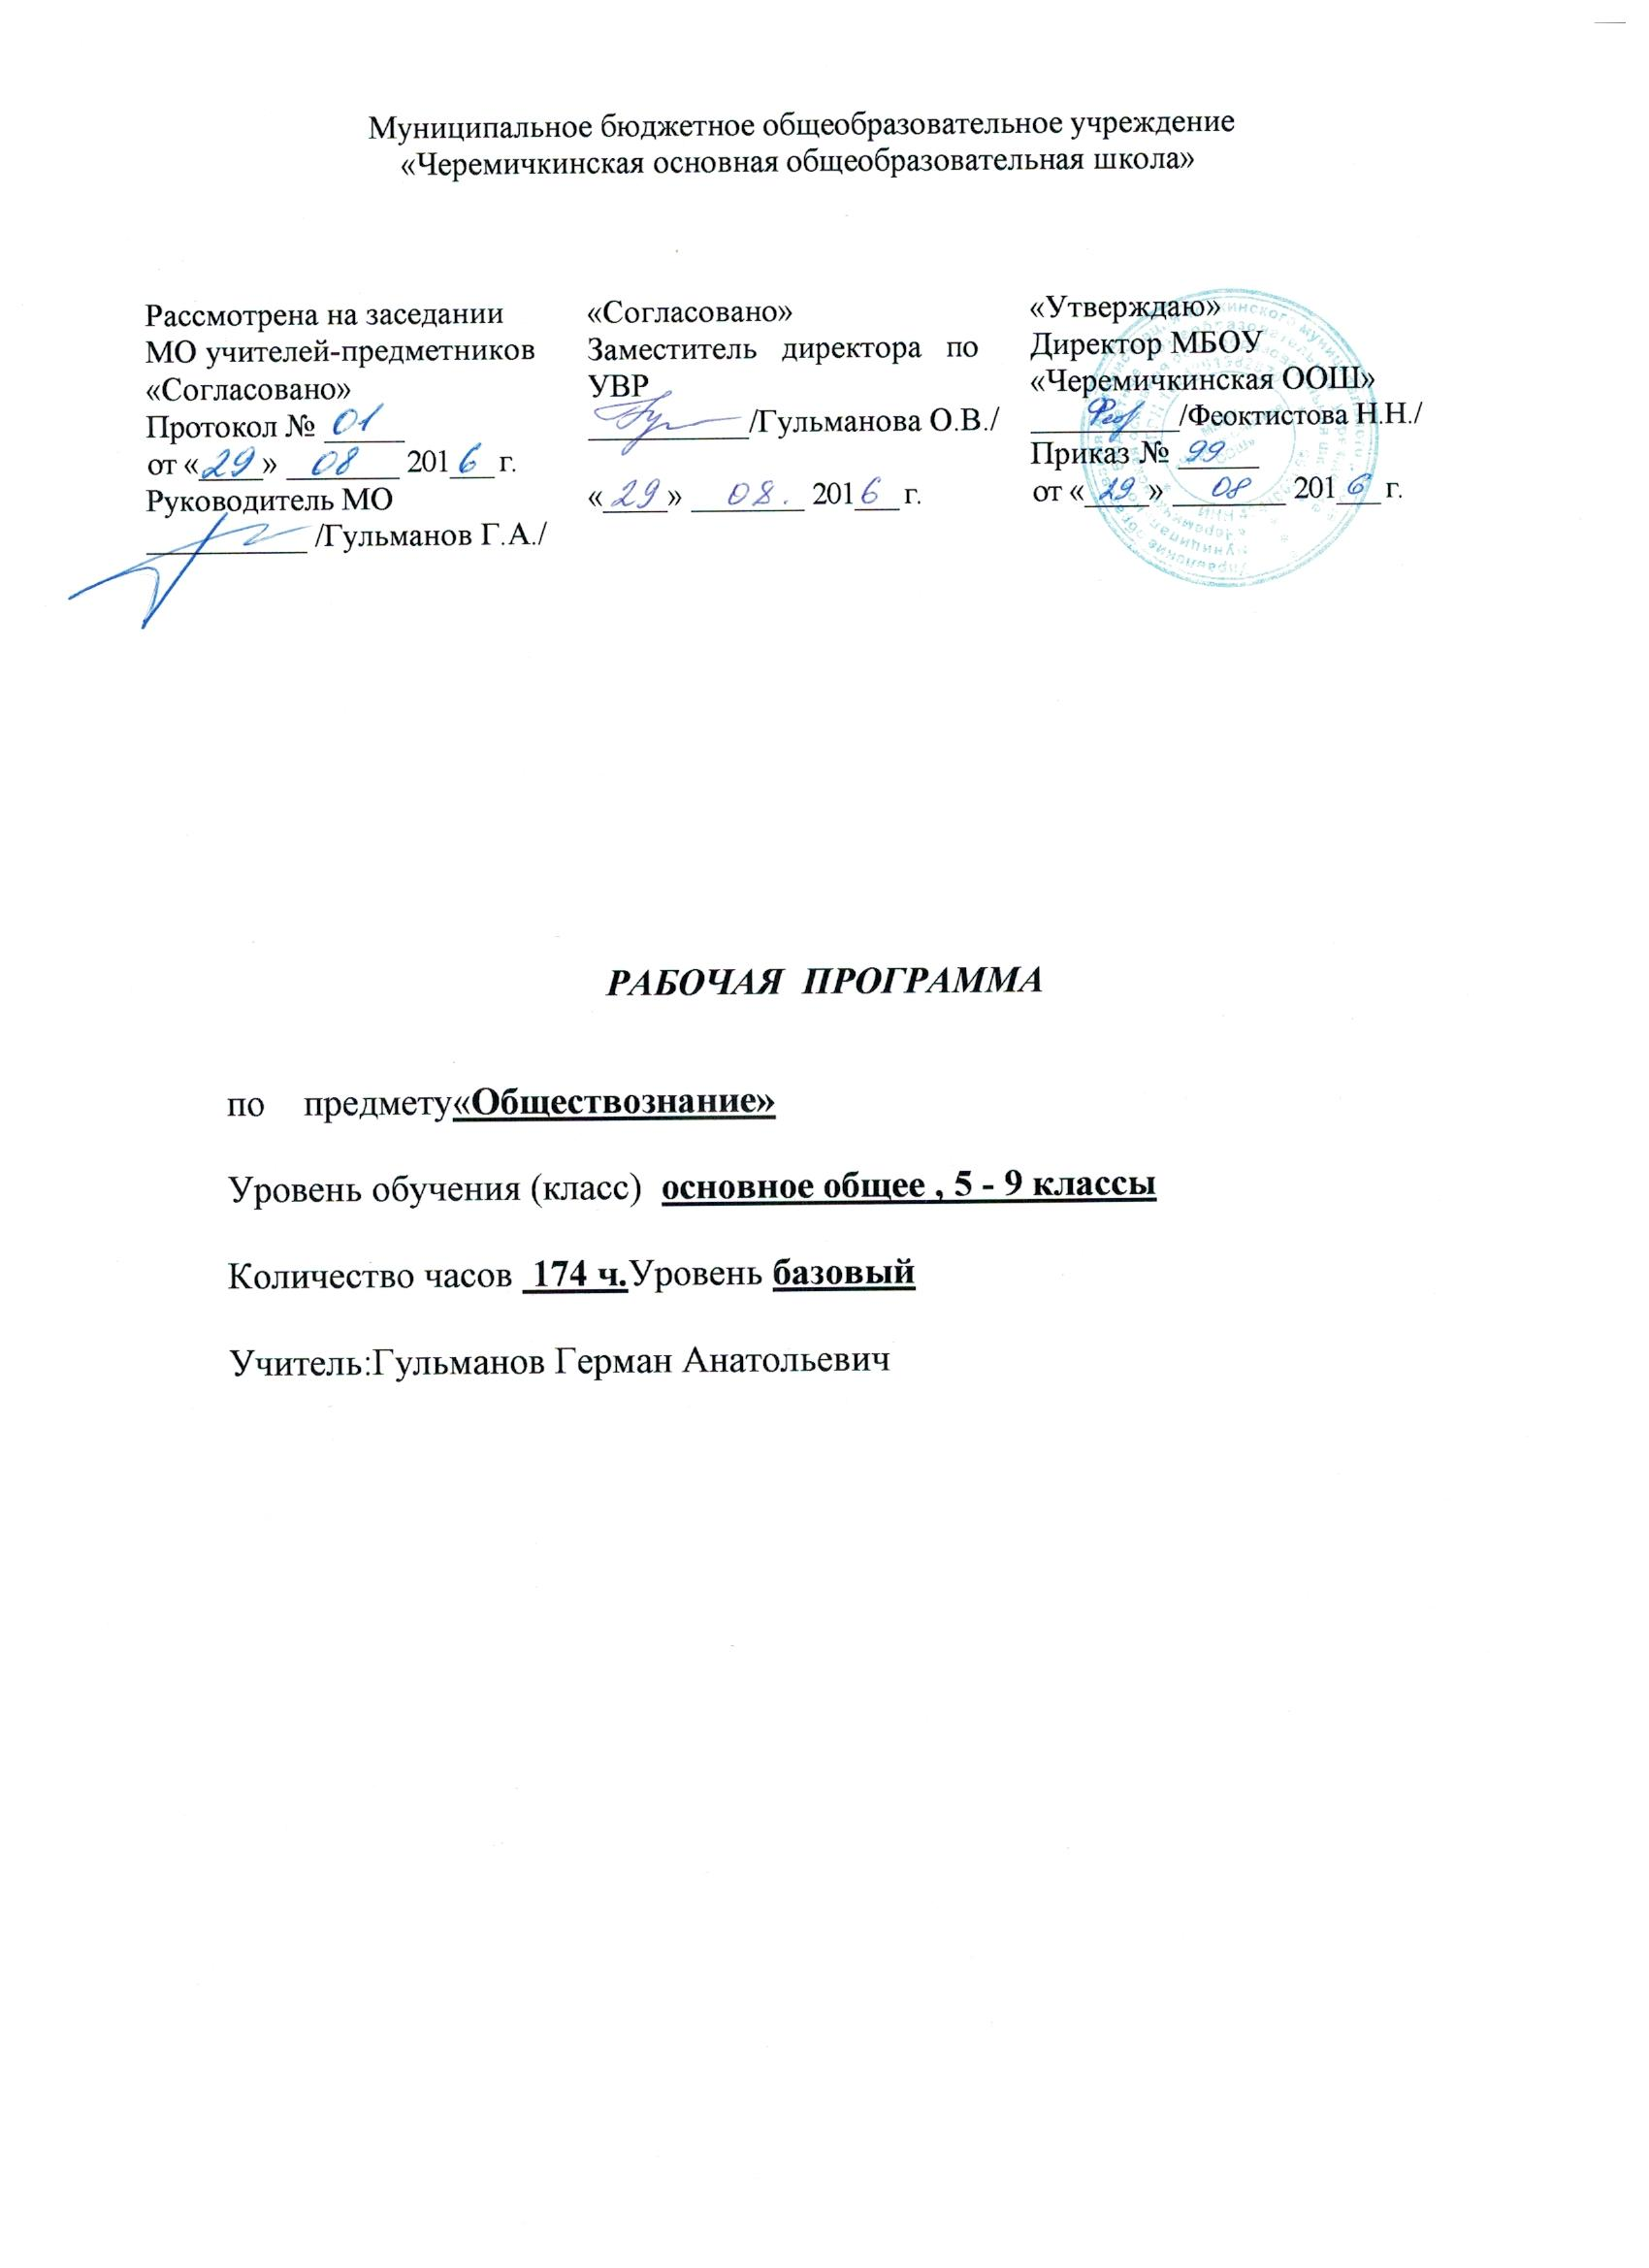 Муниципальное бюджетное общеобразовательное учреждение
«Черемичкинская основная общеобразовательная школа»
Рассмотрена на заседании
МО учителей-предметников
«Согласовано»
Протокол № 01
от «29» 08 2016 г.
Руководитель МО
/Гульманов Г.А./
«Согласовано»
Заместитель директора по
УВР
/Гульманова О.В./
«29» 08. 2016 г.
«Утверждаю»
Директор МБОУ
«Черемичкинская ООШ»
/Феоктистова Н.Н./
Приказ № 99
от «29» 08 2016 г.
РАБОЧАЯ ПРОГРАММА
по предмету«Обществознание»
Уровень обучения (класс) основное общее , 5 - 9 классы
Количество часов 174 ч.Уровень базовый
Учитель:Гульманов Герман Анатольевич